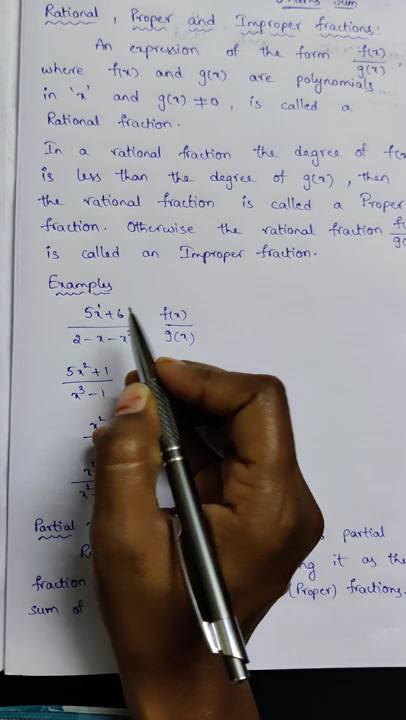 Sum
Rational, Proper and Improper fractions:
An expression of the form f(x)/g(x),
where f(x) and g(x) are polynomials
in 'x' and g(x) ≠ 0, is called a
Rational fraction.
In a rational fraction the degree of f(x
is less than the degree of g(x), then
the rational fraction is called a Proper
fraction. Otherwise the rational fraction
is called an Improper fraction.
Examples
5x¹+6 f(x)
2-x-x g(x)
5x²+1
x³-1
x²
Partial
partial
it as the
fraction (Proper) fractions.
sum of